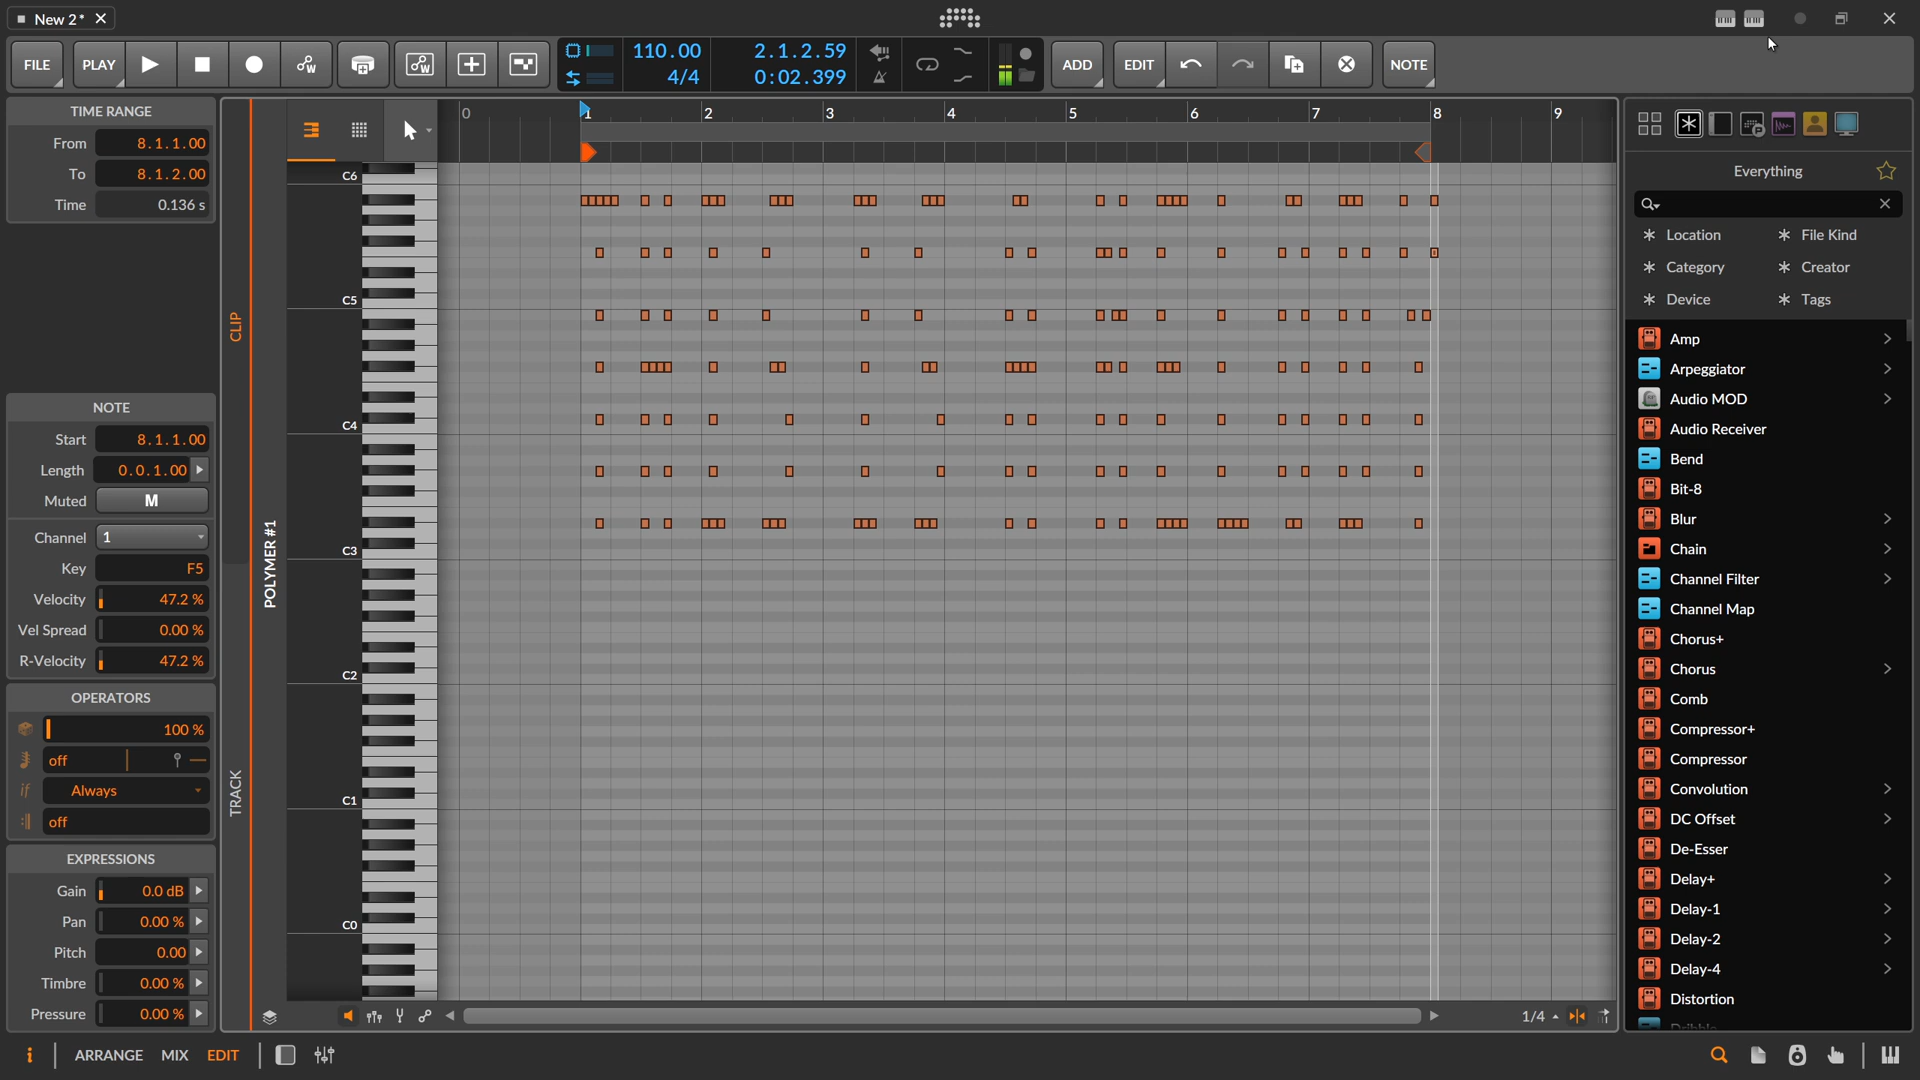 New 2*
FILE
PLAY
110.00
4/4
2.1.2.59
0:02.399
ADD
EDIT
NOTE
TIME RANGE
From 8.1.1.00
To 8.1.2.00
Time 0.136 s
NOTE
Start 8.1.1.00
Length 0.0.1.00
Muted M
Channel 1
Key F5
Velocity 47.2 %
Vel Spread 0.00 %
R-Velocity 47.2 %
OPERATORS
100 %
off
if Always
off
EXPRESSIONS
Gain 0.0 dB
Pan 0.00 %
Pitch 0.00
Timbre 0.00 %
Pressure 0.00 %
CLIP
TRACK
POLYMER #1
0 1 2 3 4 5 6 7 8 9
THIS IS A MELODY
C6
C5
C4
C3
C2
C1
C0
1/4
Everything
Location
File Kind
Category
Creator
Device
Tags
Amp
Arpeggiator
Audio MOD
Audio Receiver
Bend
Bit-8
Blur
Chain
Channel Filter
Channel Map
Chorus+
Chorus
Comb
Compressor+
Compressor
Convolution
DC Offset
De-Esser
Delay+
Delay-1
Delay-2
Delay-4
Distortion
i
ARRANGE
MIX
EDIT